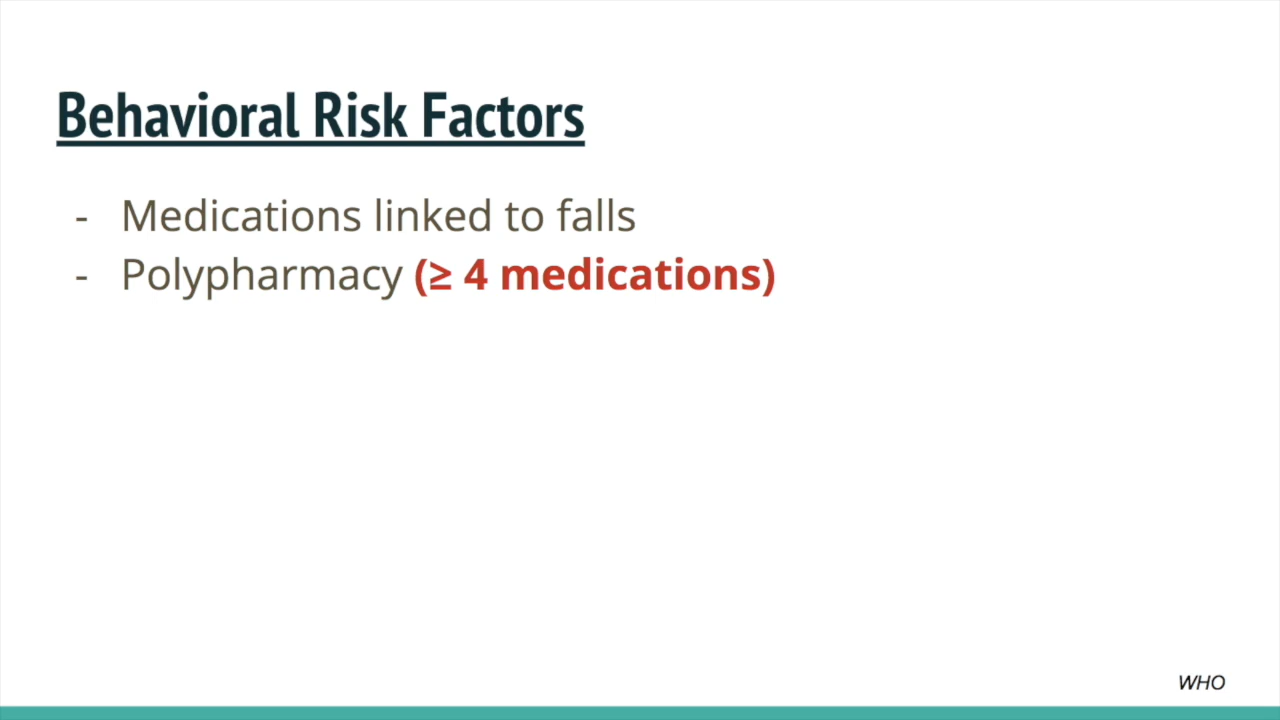 Behavioral Risk Factors
- Medications linked to falls
- Polypharmacy (≥ 4 medications)
WHO